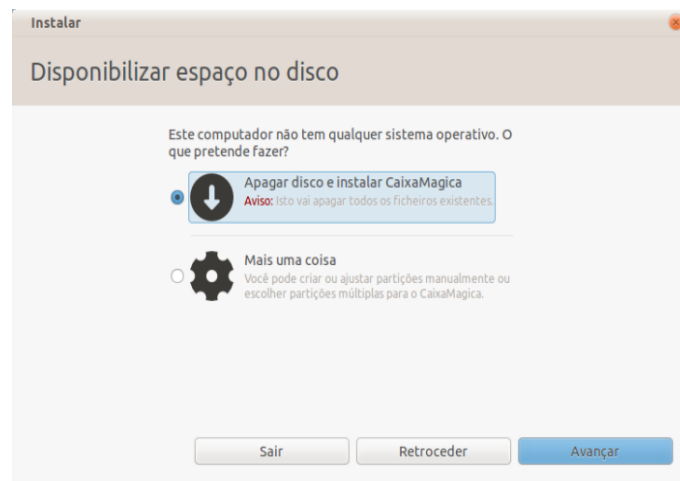 Instalar
Disponibilizar espaço no disco
Este computador não tem qualquer sistema operativo. O
que pretende fazer?
Apagar disco e instalar CaixaMagica
Aviso: Isto vai apagar todos os ficheiros existentes.
Mais uma coisa
Você pode criar ou ajustar partições manualmente ou
escolher partições múltiplas para o CaixaMagica.
Sair
Retroceder
Avançar